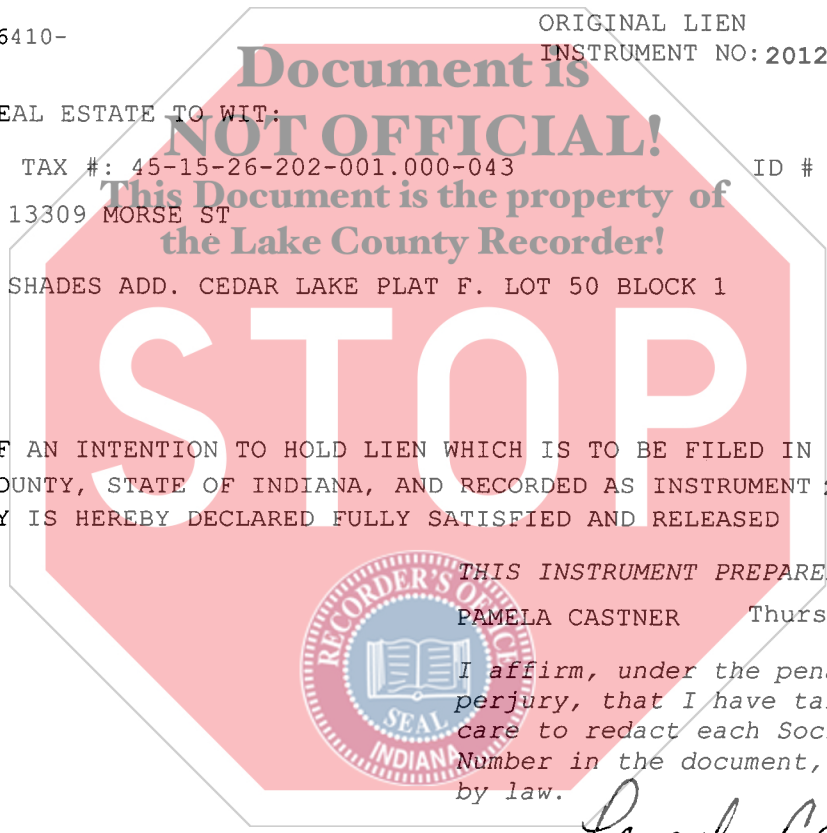 6410-
ORIGINAL LIEN
INSTRUMENT NO: 2012
Document is
EAL ESTATE TO WIT:
NOT OFFICIAL!
TAX #: 45-15-26-202-001.000-043 ID #
This Document is the property of
13309 MORSE ST
the Lake County Recorder!
SHADES ADD. CEDAR LAKE PLAT F. LOT 50 BLOCK 1
STOP
F AN INTENTION TO HOLD LIEN WHICH IS TO BE FILED IN
OUNTY, STATE OF INDIANA, AND RECORDED AS INSTRUMENT 2
Y IS HEREBY DECLARED FULLY SATISFIED AND RELEASED
RECORDER'S OFFICE
SEAL
INDIANA
THIS INSTRUMENT PREPARE
PAMELA CASTNER Thurs
I affirm, under the pena
perjury, that I have ta
care to redact each Soc
Number in the document,
by law.